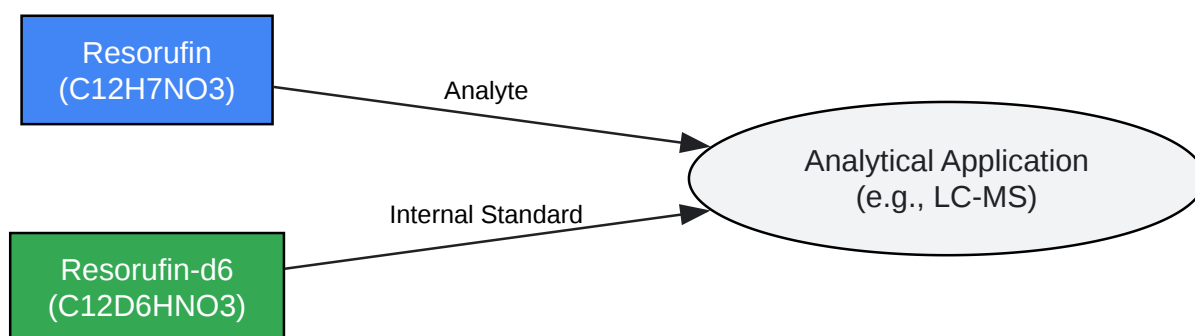 Resorufin
(C12H7NO3)
Analyte
Analytical Application
(e.g., LC-MS)
Internal Standard
Resorufin-d6
(C12D6HNO3)